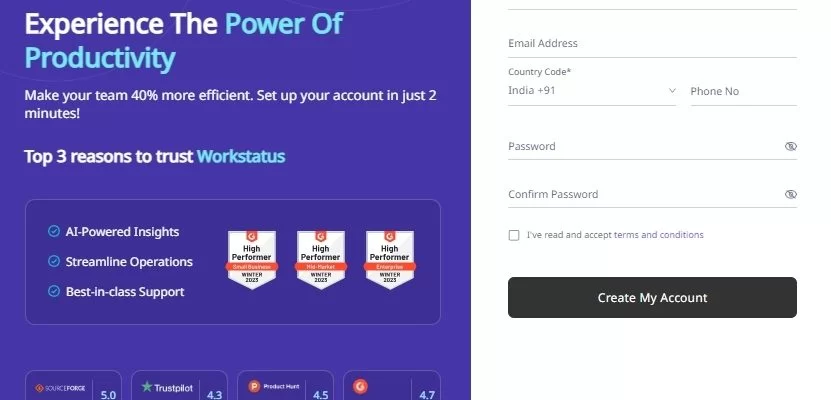 Experience The Power Of
Productivity
Make your team 40% more efficient. Set up your account in just 2
minutes!
Top 3 reasons to trust Workstatus
AI-Powered Insights
Streamline Operations
Best-in-class Support
High
Performer
Small Business
WINTER
2023
High
Performer
Mid-Market
WINTER
2023
High
Performer
Enterprise
WINTER
2023
SOURCEFORGE
5.0
Trustpilot
4.3
Product Hunt
4.5
4.7
Email Address
Country Code*
India +91
Phone No
Password
Confirm Password
I've read and accept terms and conditions
Create My Account